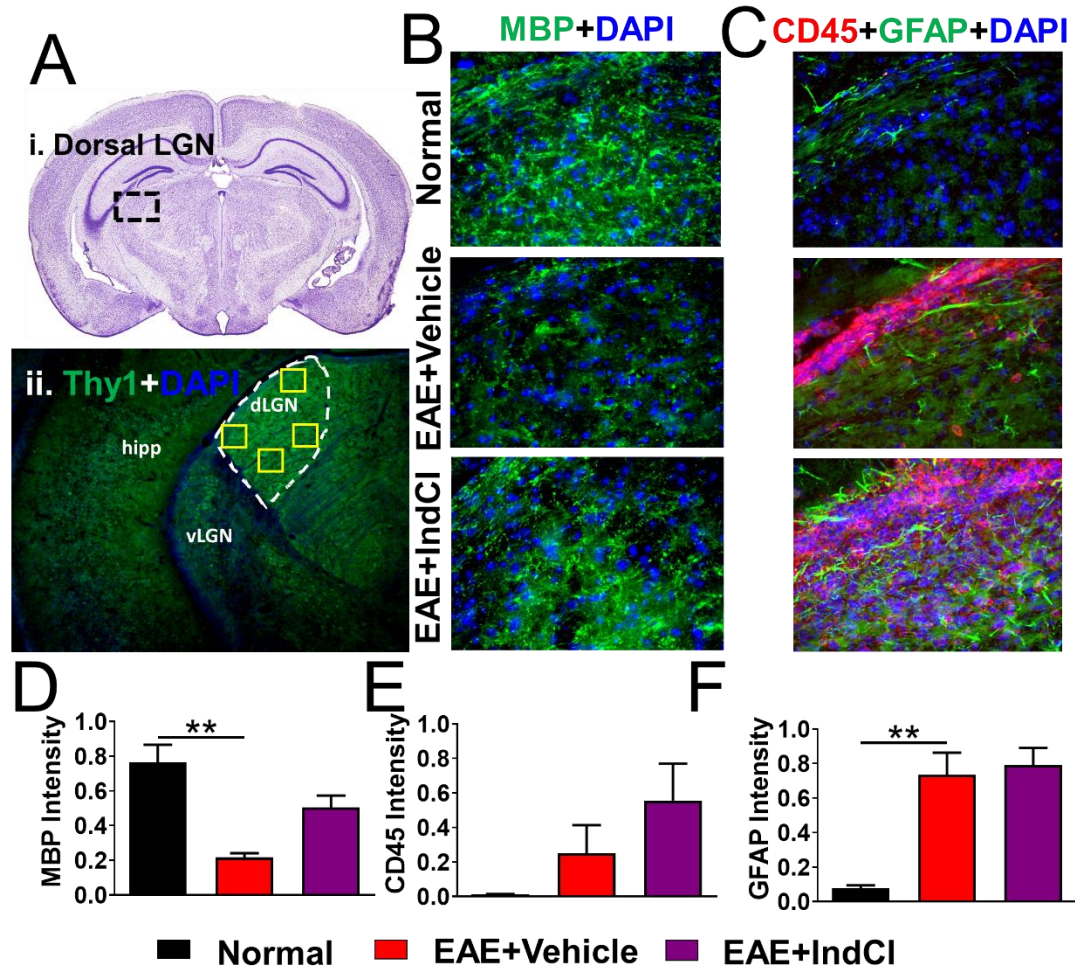 A
i. Dorsal LGN
ii. Thy1+DAPI
dLGN
hipp
vLGN
B
MBP+DAPI
Normal
EAE+Vehicle
EAE+IndCl
C
CD45+GFAP+DAPI
D
MBP Intensity
1.0
0.8
0.6
0.4
0.2
0.0
**
E
CD45 Intensity
1.0
0.8
0.6
0.4
0.2
0.0
F
GFAP Intensity
1.0
0.8
0.6
0.4
0.2
0.0
**
Normal
EAE+Vehicle
EAE+IndCl